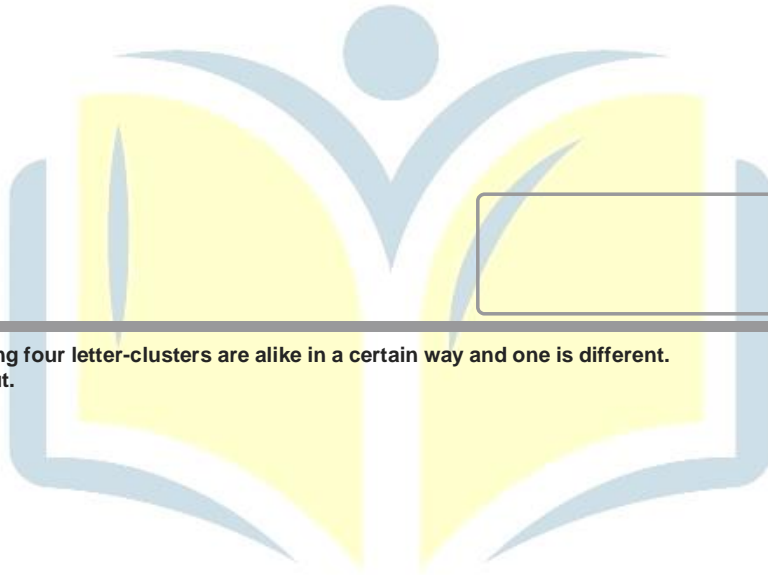 ng four letter-clusters are alike in a certain way and one is different.
t.